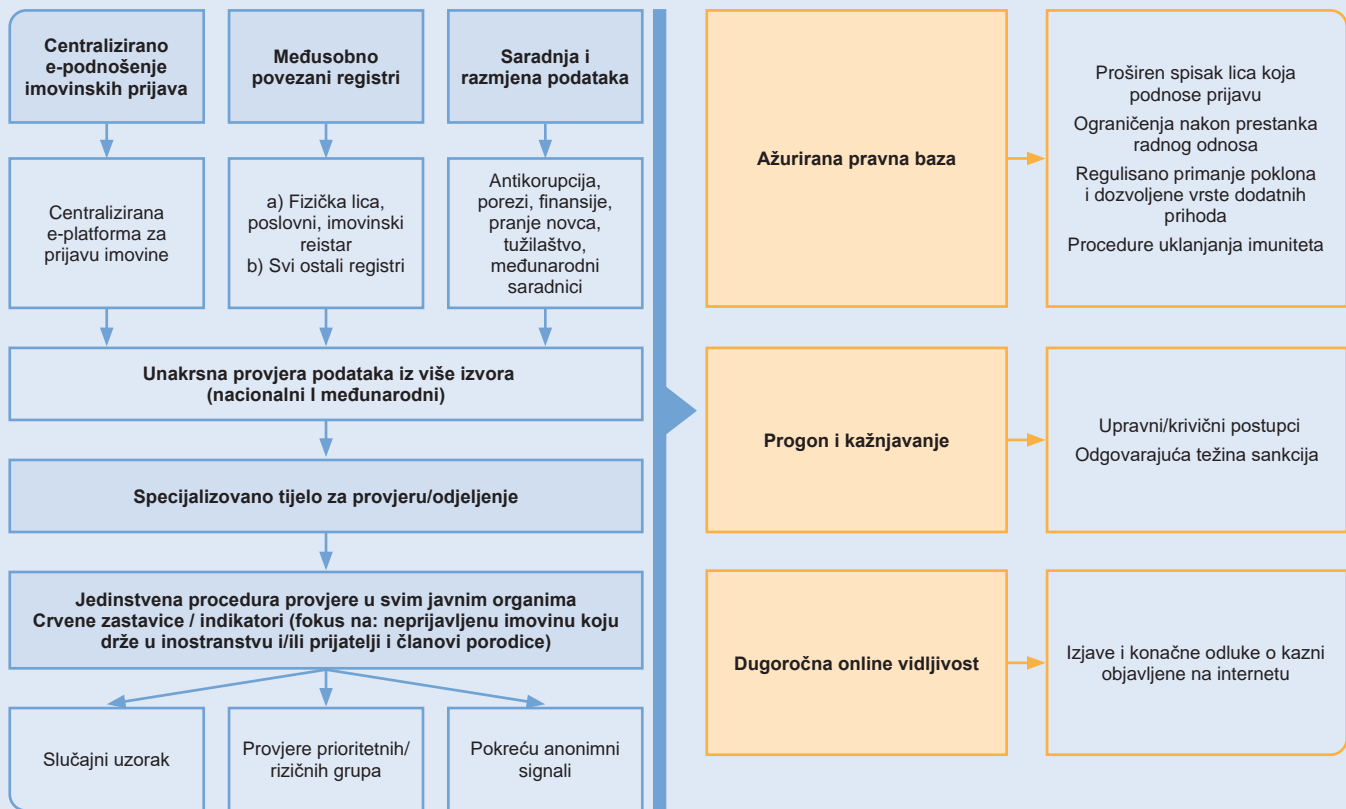 Centralizirano
e-podnošenje
imovinskih prijava
Međusobno
povezani registri
Saradnja i
razmjena podataka
Centralizirana
e-platforma za
prijavu imovine
a) Fizička lica,
poslovni, imovinski
reistar
b) Svi ostali registri
Antikorupcija,
porezi, finansije,
pranje novca,
tužilaštvo,
međunarodni
saradnici
Unakrsna provjera podataka iz više izvora
(nacionalni I međunarodni)
Specijalizovano tijelo za provjeru/odjeljenje
Jedinstvena procedura provjere u svim javnim organima
Crvene zastavice / indikatori (fokus na: neprijavljenu imovinu koju
drže u inostranstvu i/ili prijatelji i članovi porodice)
Slučajni uzorak
Provjere prioritetnih/
rizičnih grupa
Pokreću anonimni
signali
Ažurirana pravna baza
Proširen spisak lica koja
podnose prijavu
Ograničenja nakon prestanka
radnog odnosa
Regulisano primanje poklona
i dozvoljene vrste dodatnih
prihoda
Procedure uklanjanja imuniteta
Progon i kažnjavanje
Upravni/krivični postupci
Odgovarajuća težina sankcija
Dugoročna online vidljivost
Izjave i konačne odluke o kazni
objavljene na internetu